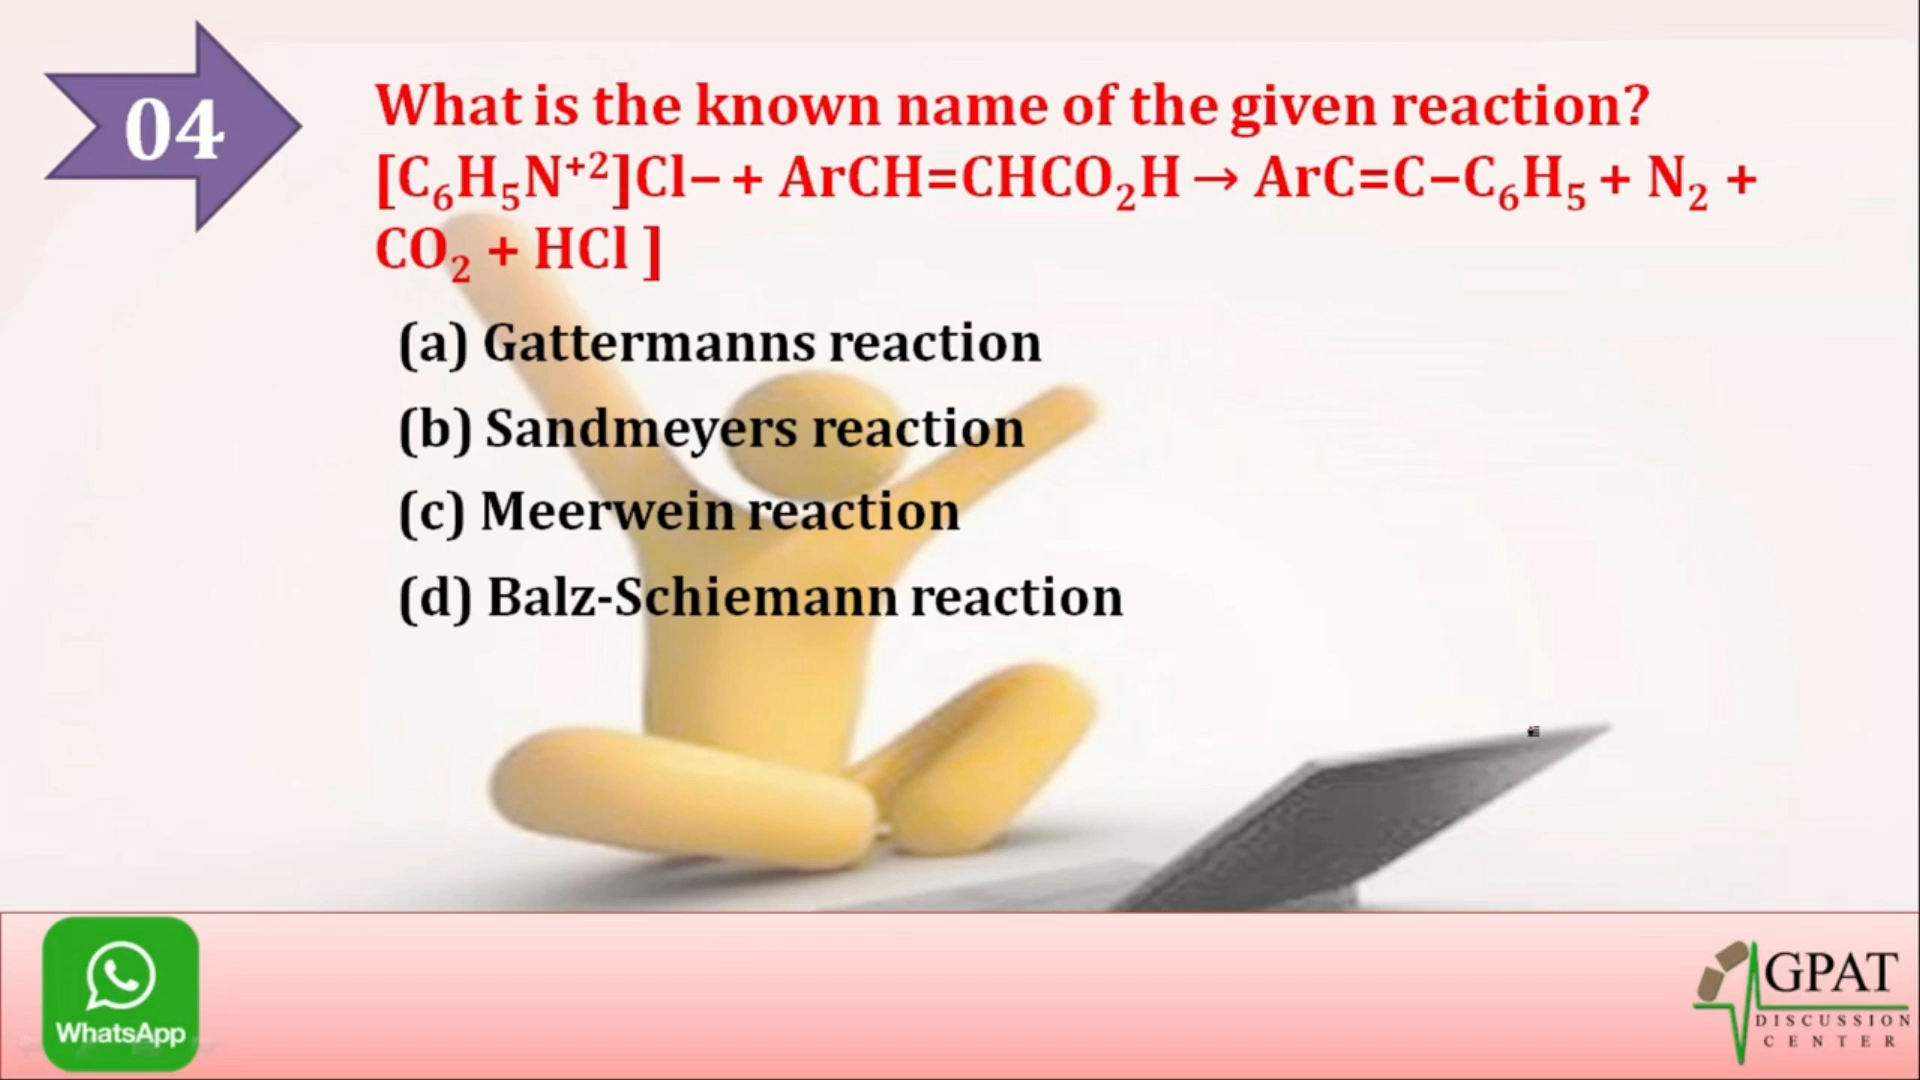 04
What is the known name of the given reaction?
[C₆H₅N⁺²]Cl− + ArCH=CHCO₂H → ArC=C−C₆H₅ + N₂ +
CO₂ + HCl ]
(a) Gattermanns reaction
(b) Sandmeyers reaction
(c) Meerwein reaction
(d) Balz-Schiemann reaction
WhatsApp
GPAT
DISCUSSION
CENTER